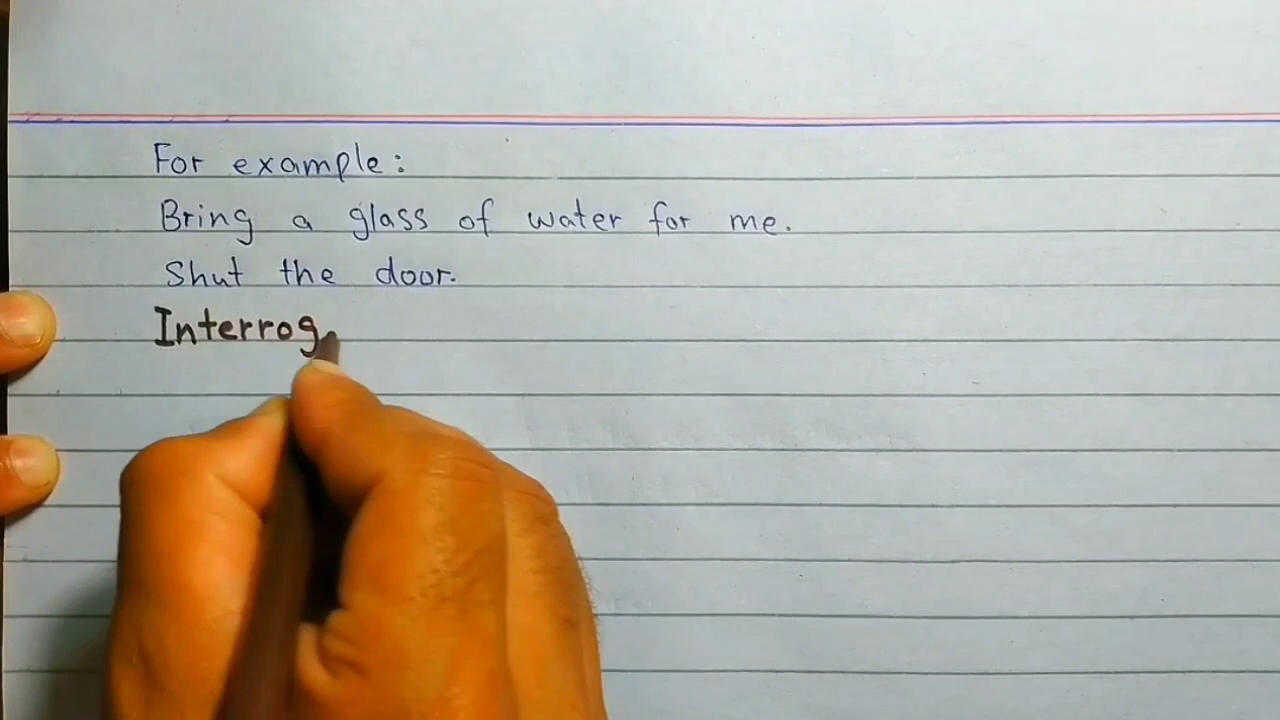 For example:
Bring a glass of water for me.
Shut the door.
Interrog